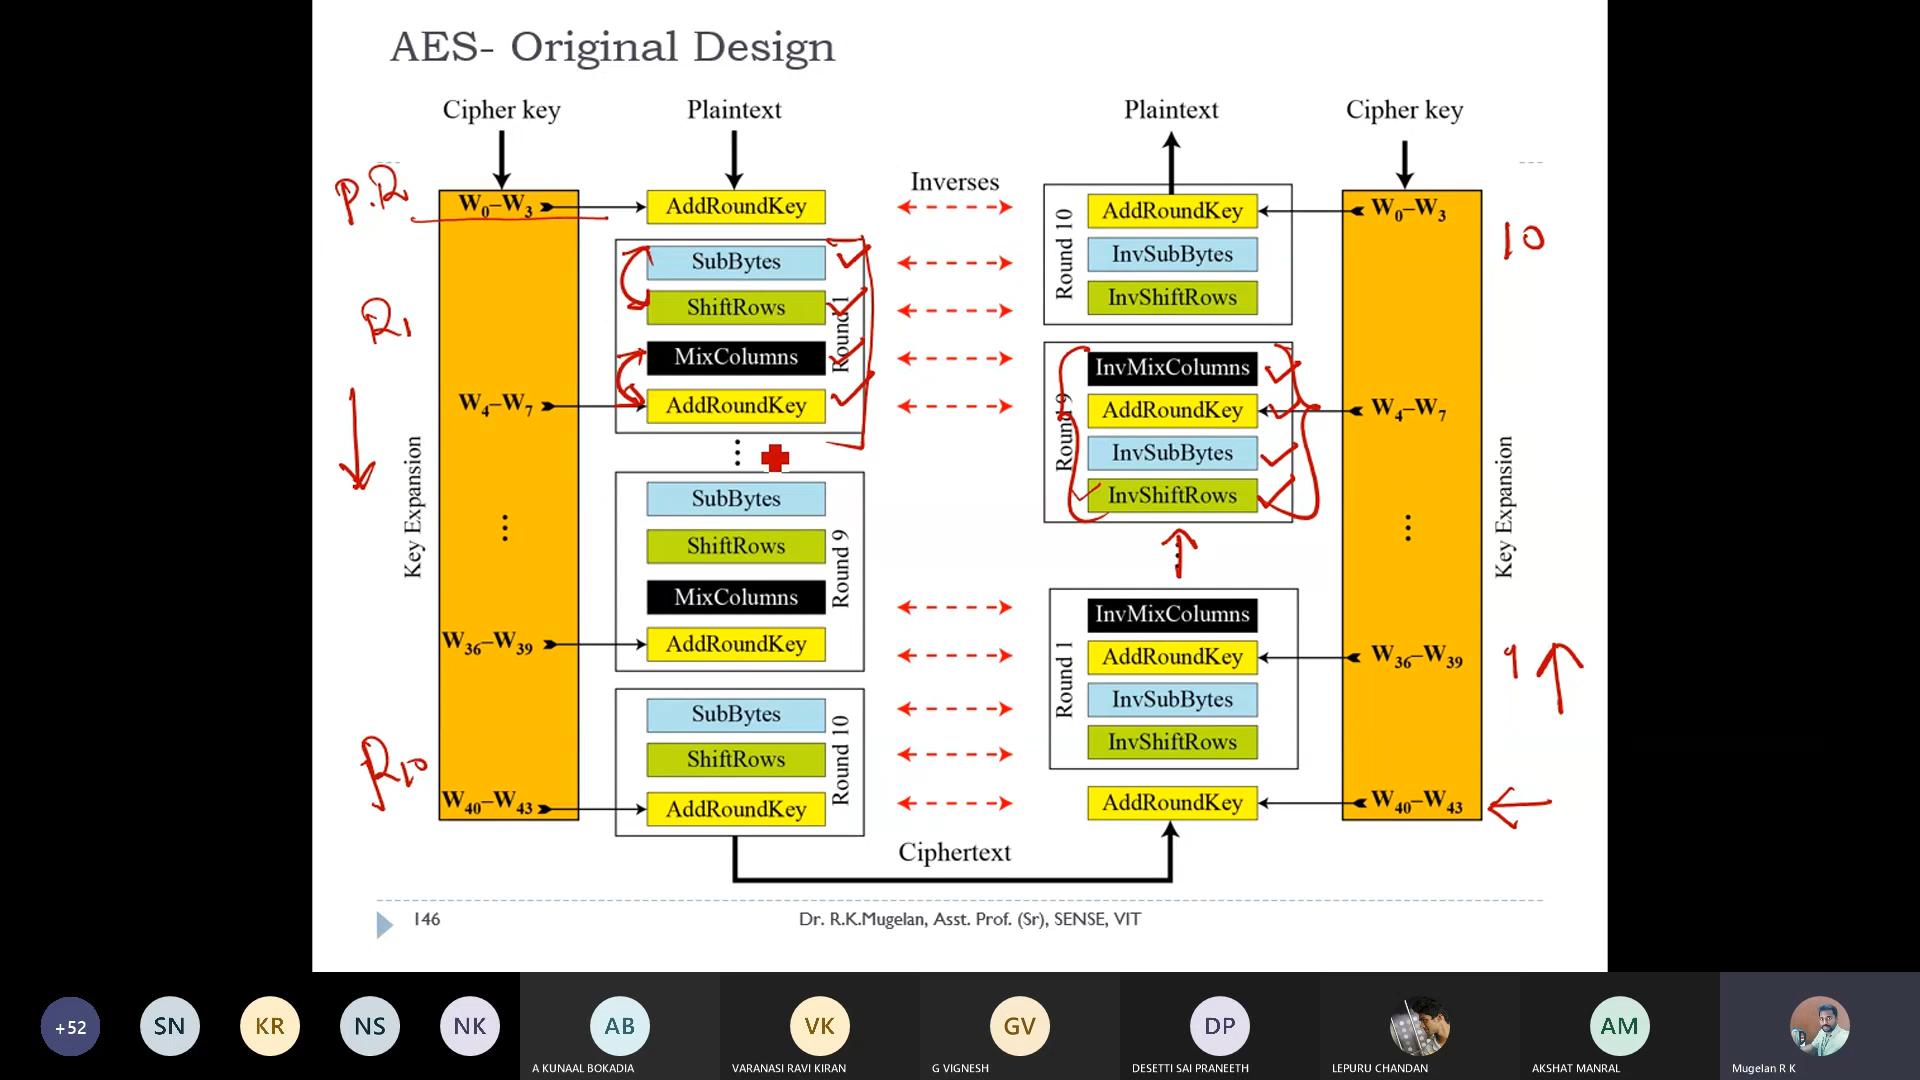 AES- Original Design
Cipher key
Plaintext
Plaintext
Cipher key
P.R
W0–W3
AddRoundKey
Inverses
AddRoundKey
W0–W3
Round 10
InvSubBytes
InvShiftRows
10
R1
SubBytes
ShiftRows
MixColumns
Round 1
W4–W7
AddRoundKey
InvMixColumns
AddRoundKey
W4–W7
Round 9
InvSubBytes
InvShiftRows
⋮
Key Expansion
⋮
SubBytes
ShiftRows
Round 9
MixColumns
W36–W39
AddRoundKey
⋮
Key Expansion
InvMixColumns
AddRoundKey
W36–W39
9
Round 1
InvSubBytes
InvShiftRows
R10
SubBytes
ShiftRows
Round 10
W40–W43
AddRoundKey
AddRoundKey
W40–W43
Ciphertext
146
Dr. R.K.Mugelan, Asst. Prof. (Sr), SENSE, VIT
+52
SN
KR
NS
NK
AB
A KUNAAL BOKADIA
VK
VARANASI RAVI KIRAN
GV
G VIGNESH
DP
DESETTI SAI PRANEETH
LEPURU CHANDAN
AM
AKSHAT MANRAL
Mugelan R K